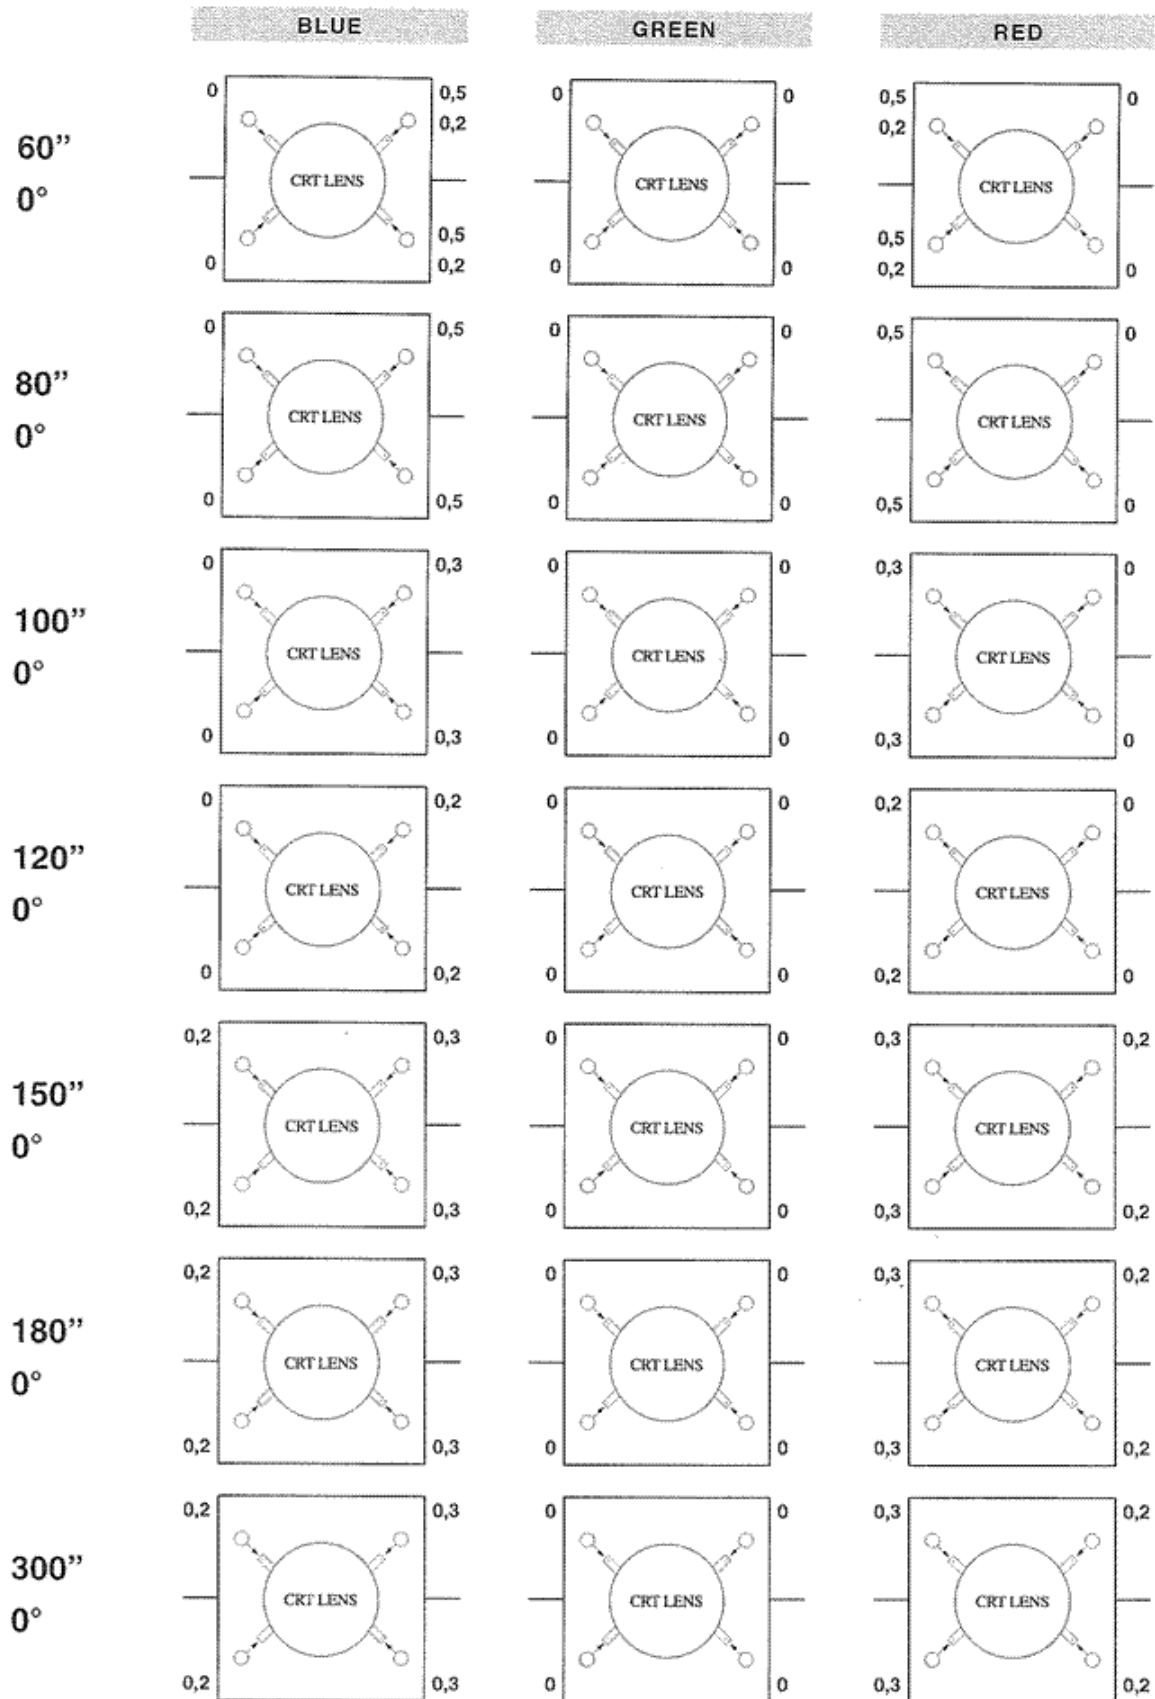 BLUE GREEN RED
0 0,5 0 0 0,5 0
60” 0,2 0,2
CRT LENS CRT LENS CRT LENS
0° 0,5 0,5
0 0,2 0 0 0,2 0
0 0,5 0 0 0,5 0
80”
CRT LENS CRT LENS CRT LENS
0°
0 0,5 0 0 0,5 0
0 0,3 0 0 0,3 0
100”
CRT LENS CRT LENS CRT LENS
0°
0 0,3 0 0 0,3 0
0 0,2 0 0 0,2 0
120”
CRT LENS CRT LENS CRT LENS
0°
0 0,2 0 0 0,2 0
0,2 0,3 0 0 0,3 0,2
150”
CRT LENS CRT LENS CRT LENS
0°
0,2 0,3 0 0 0,3 0,2
0,2 0,3 0 0 0,3 0,2
180”
CRT LENS CRT LENS CRT LENS
0°
0,2 0,3 0 0 0,3 0,2
0,2 0,3 0 0 0,3 0,2
300”
CRT LENS CRT LENS CRT LENS
0°
0,2 0,3 0 0 0,3 0,2